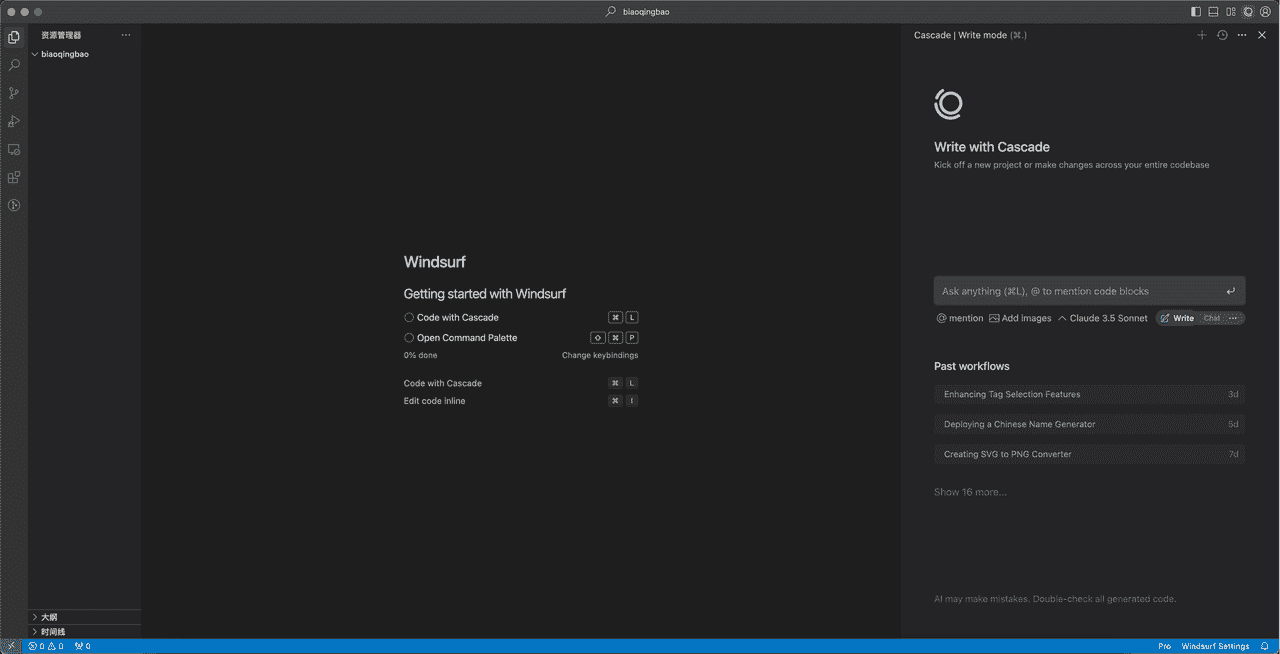 biaoqingbao
资源管理器
biaoqingbao
大纲
时间线
Windsurf
Getting started with Windsurf
Code with Cascade ⌘ L
Open Command Palette ⇧ ⌘ P
0% done Change keybindings
Code with Cascade ⌘ L
Edit code inline ⌘ I
Cascade | Write mode (⌘.)
Write with Cascade
Kick off a new project or make changes across your entire codebase
Ask anything (⌘L), @ to mention code blocks
@ mention Add Images Claude 3.5 Sonnet Write Chat
Past workflows
Enhancing Tag Selection Features 3d
Deploying a Chinese Name Generator 5d
Creating SVG to PNG Converter 7d
Show 16 more...
AI may make mistakes. Double-check all generated code.
0 0 0 Pro Windsurf Settings